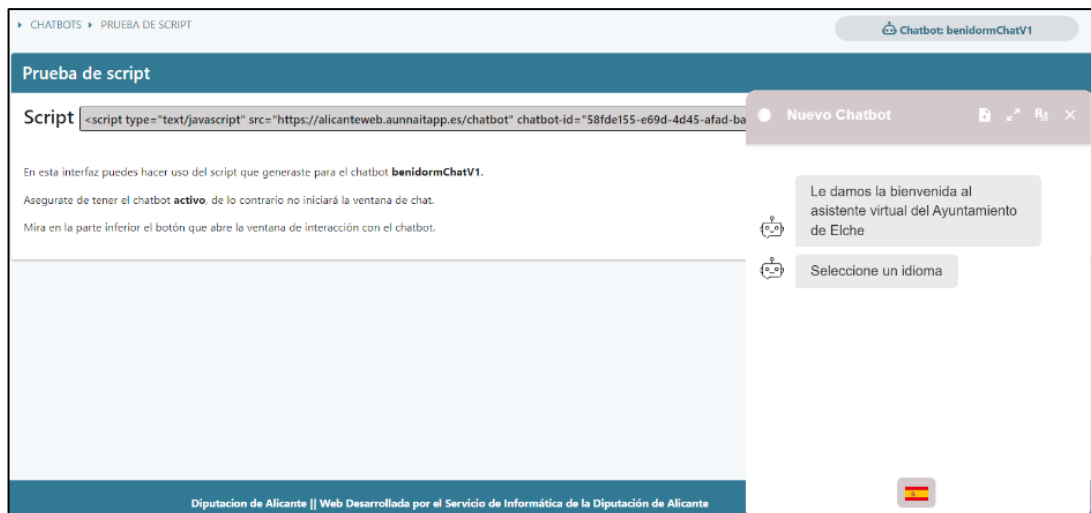 CHATBOTS PRUEBA DE SCRIPT
Chatbot: benidormChatV1
Prueba de script
Script <script type="text/javascript" src="https://alicanteweb.aunnaitapp.es/chatbot" chatbot-id="58fde155-e69d-4d45-afad-ba
En esta interfaz puedes hacer uso del script que generaste para el chatbot benidormChatV1.
Asegurate de tener el chatbot activo, de lo contrario no iniciará la ventana de chat.
Mira en la parte inferior el botón que abre la ventana de interacción con el chatbot.
Nuevo Chatbot
Le damos la bienvenida al
asistente virtual del Ayuntamiento
de Elche
Seleccione un idioma
Diputacion de Alicante || Web Desarrollada por el Servicio de Informática de la Diputación de Alicante